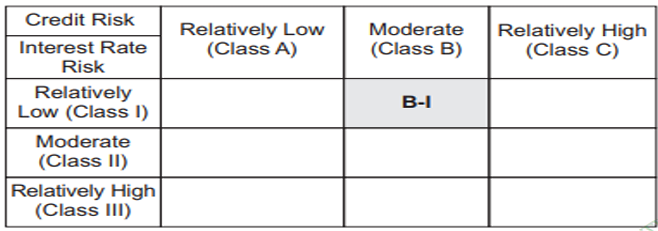 Credit Risk
Interest Rate
Risk
Relatively Low
(Class A)
Moderate
(Class B)
Relatively High
(Class C)
Relatively
Low (Class I)
B-I
Moderate
(Class II)
Relatively High
(Class III)